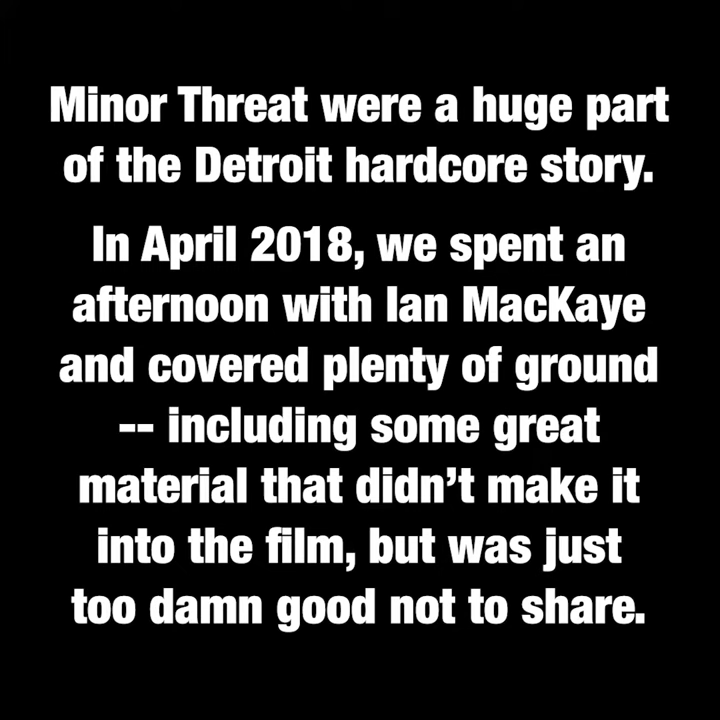 Minor Threat were a huge part
of the Detroit hardcore story.
In April 2018, we spent an
afternoon with Ian MacKaye
and covered plenty of ground
-- including some great
material that didn’t make it
into the film, but was just
too damn good not to share.